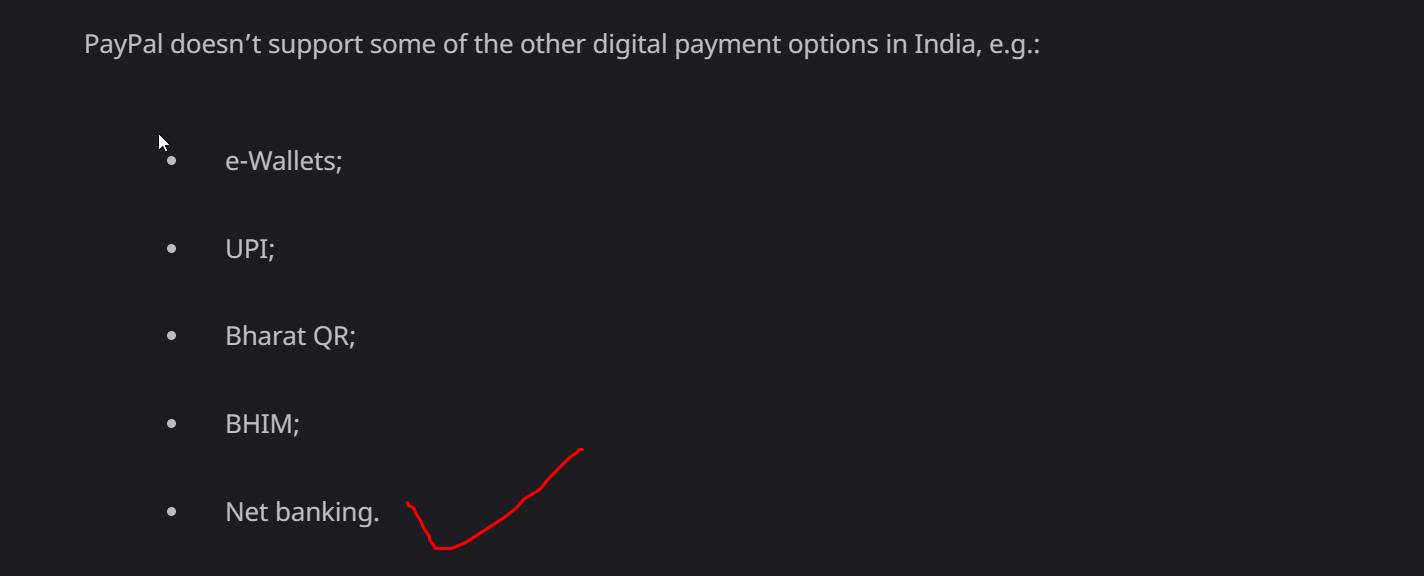 PayPal doesn’t support some of the other digital payment options in India, e.g.:
e-Wallets;
UPI;
Bharat QR;
BHIM;
Net banking.